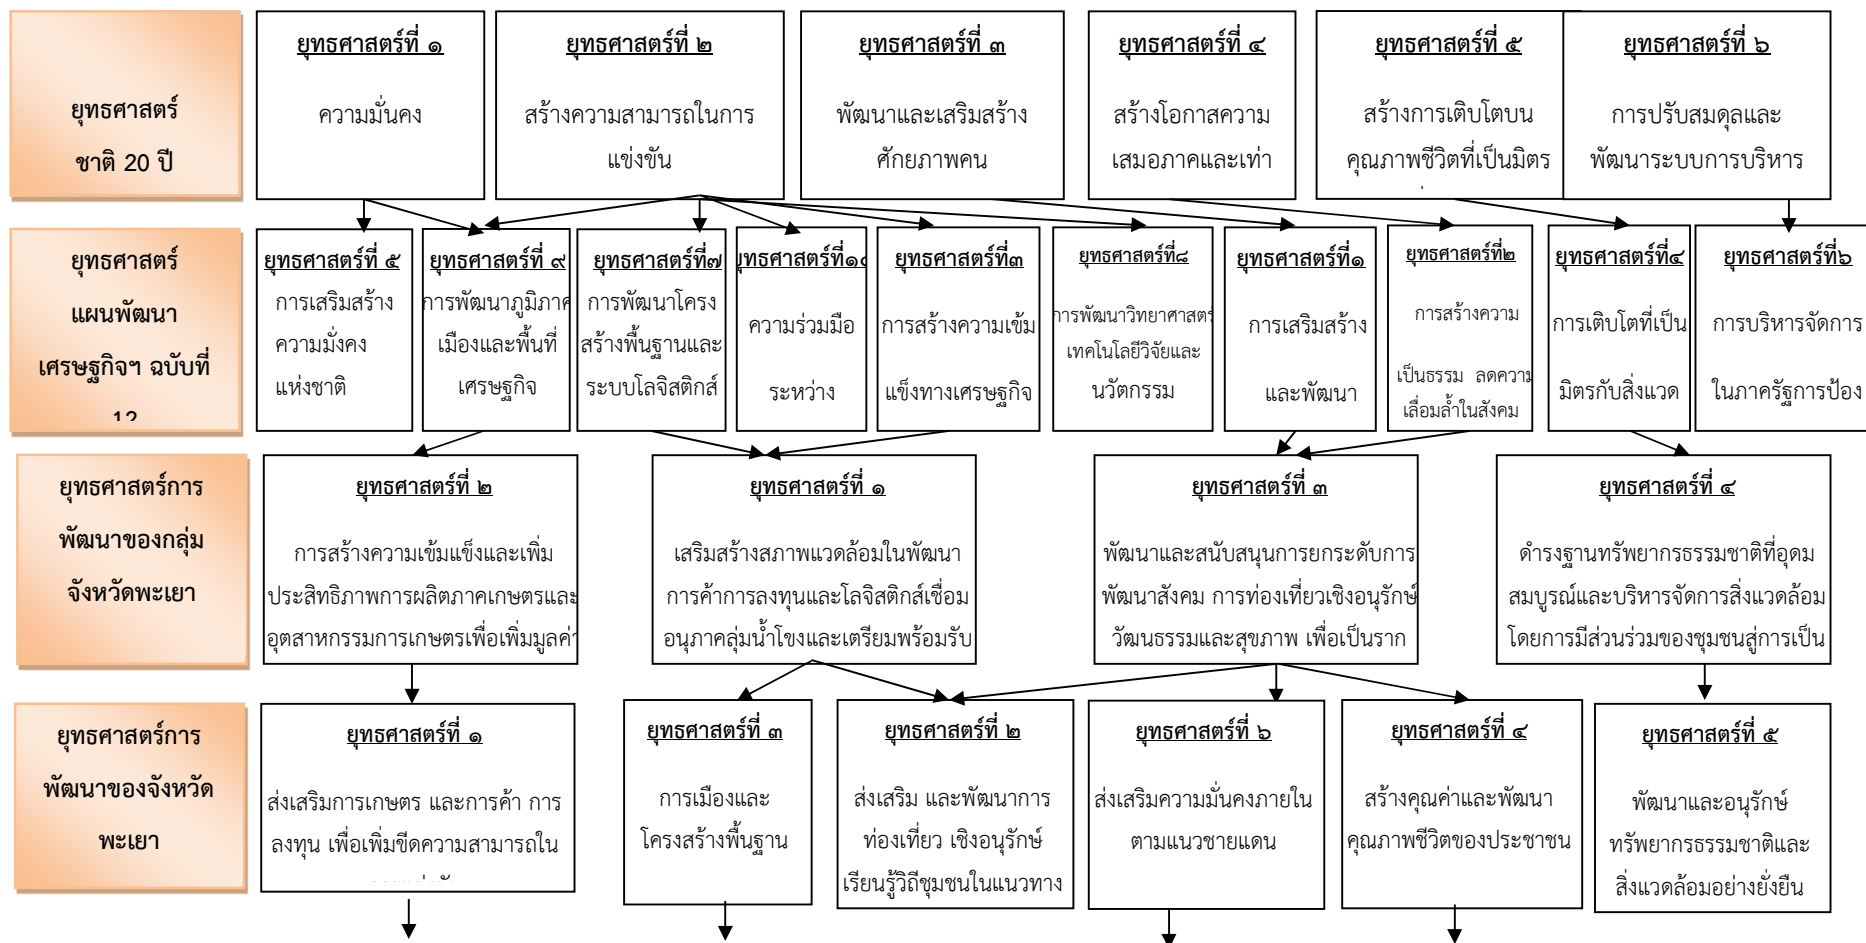 ยุทธศาสตร์
ชาติ 20 ปี
ยุทธศาสตร์ที่ ๑
ความมั่นคง
ยุทธศาสตร์ที่ ๒
สร้างความสามารถในการ
แข่งขัน
ยุทธศาสตร์ที่ ๓
พัฒนาและเสริมสร้าง
ศักยภาพคน
ยุทธศาสตร์ที่ ๔
สร้างโอกาสความ
เสมอภาคและเท่า
ยุทธศาสตร์ที่ ๕
สร้างการเติบโตบน
คุณภาพชีวิตที่เป็นมิตร
ยุทธศาสตร์ที่ ๖
การปรับสมดุลและ
พัฒนาระบบการบริหาร
ยุทธศาสตร์
แผนพัฒนา
เศรษฐกิจฯ ฉบับที่
12
ยุทธศาสตร์ที่ ๕
การเสริมสร้าง
ความมั่งคง
แห่งชาติ
ยุทธศาสตร์ที่ ๙
การพัฒนาภูมิภาค
เมืองและพื้นที่
เศรษฐกิจ
ยุทธศาสตร์ที่๗
การพัฒนาโครง
สร้างพื้นฐานและ
ระบบโลจิสติกส์
ยุทธศาสตร์ที่๑๐
ความร่วมมือ
ระหว่าง
ยุทธศาสตร์ที่๓
การสร้างความเข้ม
แข็งทางเศรษฐกิจ
ยุทธศาสตร์ที่๘
การพัฒนาวิทยาศาสตร์
เทคโนโลยีวิจัยและ
นวัตกรรม
ยุทธศาสตร์ที่๑
การเสริมสร้าง
และพัฒนา
ยุทธศาสตร์ที่๒
การสร้างความ
เป็นธรรม ลดความ
เลื่อมล้ำในสังคม
ยุทธศาสตร์ที่๔
การเติบโตที่เป็น
มิตรกับสิ่งแวด
ยุทธศาสตร์ที่๖
การบริหารจัดการ
ในภาครัฐการป้อง
ยุทธศาสตร์การ
พัฒนาของกลุ่ม
จังหวัดพะเยา
ยุทธศาสตร์ที่ ๒
การสร้างความเข้มแข็งและเพิ่ม
ประสิทธิภาพการผลิตภาคเกษตรและ
อุตสาหกรรมการเกษตรเพื่อเพิ่มมูลค่า
ยุทธศาสตร์ที่ ๑
เสริมสร้างสภาพแวดล้อมในพัฒนา
การค้าการลงทุนและโลจิสติกส์เชื่อม
อนุภาคลุ่มน้ำโขงและเตรียมพร้อมรับ
ยุทธศาสตร์ที่ ๓
พัฒนาและสนับสนุนการยกระดับการ
พัฒนาสังคม การท่องเที่ยวเชิงอนุรักษ์
วัฒนธรรมและสุขภาพ เพื่อเป็นราก
ยุทธศาสตร์ที่ ๔
ดำรงฐานทรัพยากรธรรมชาติที่อุดม
สมบูรณ์และบริหารจัดการสิ่งแวดล้อม
โดยการมีส่วนร่วมของชุมชนสู่การเป็น
ยุทธศาสตร์การ
พัฒนาของจังหวัด
พะเยา
ยุทธศาสตร์ที่ ๑
ส่งเสริมการเกษตร และการค้า การ
ลงทุน เพื่อเพิ่มขีดความสามารถใน
ยุทธศาสตร์ที่ ๓
การเมืองและ
โครงสร้างพื้นฐาน
ยุทธศาสตร์ที่ ๒
ส่งเสริม และพัฒนาการ
ท่องเที่ยว เชิงอนุรักษ์
เรียนรู้วิถีชุมชนในแนวทาง
ยุทธศาสตร์ที่ ๖
ส่งเสริมความมั่นคงภายใน
ตามแนวชายแดน
ยุทธศาสตร์ที่ ๔
สร้างคุณค่าและพัฒนา
คุณภาพชีวิตของประชาชน
ยุทธศาสตร์ที่ ๕
พัฒนาและอนุรักษ์
ทรัพยากรธรรมชาติและ
สิ่งแวดล้อมอย่างยั่งยืน